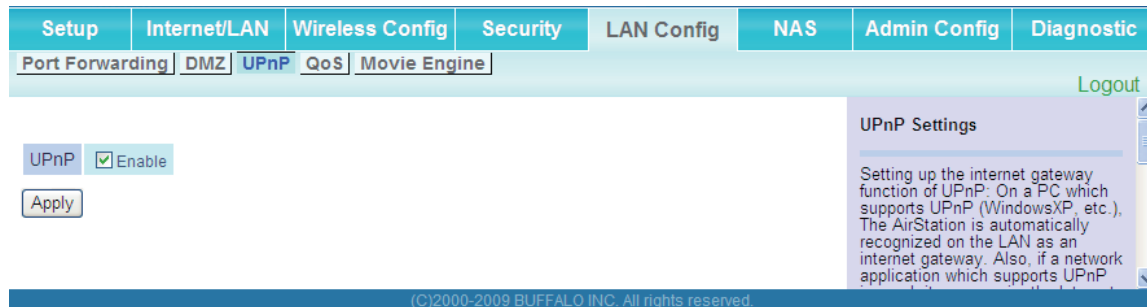 Setup Internet/LAN Wireless Config Security LAN Config NAS Admin Config Diagnostic
Port Forwarding DMZ UPnP QoS Movie Engine
Logout
UPnP Enable
Apply
UPnP Settings
Setting up the internet gateway
function of UPnP: On a PC which
supports UPnP (WindowsXP, etc.),
The AirStation is automatically
recognized on the LAN as an
internet gateway. Also, if a network
application which supports UPnP
(C)2000-2009 BUFFALO INC. All rights reserved.